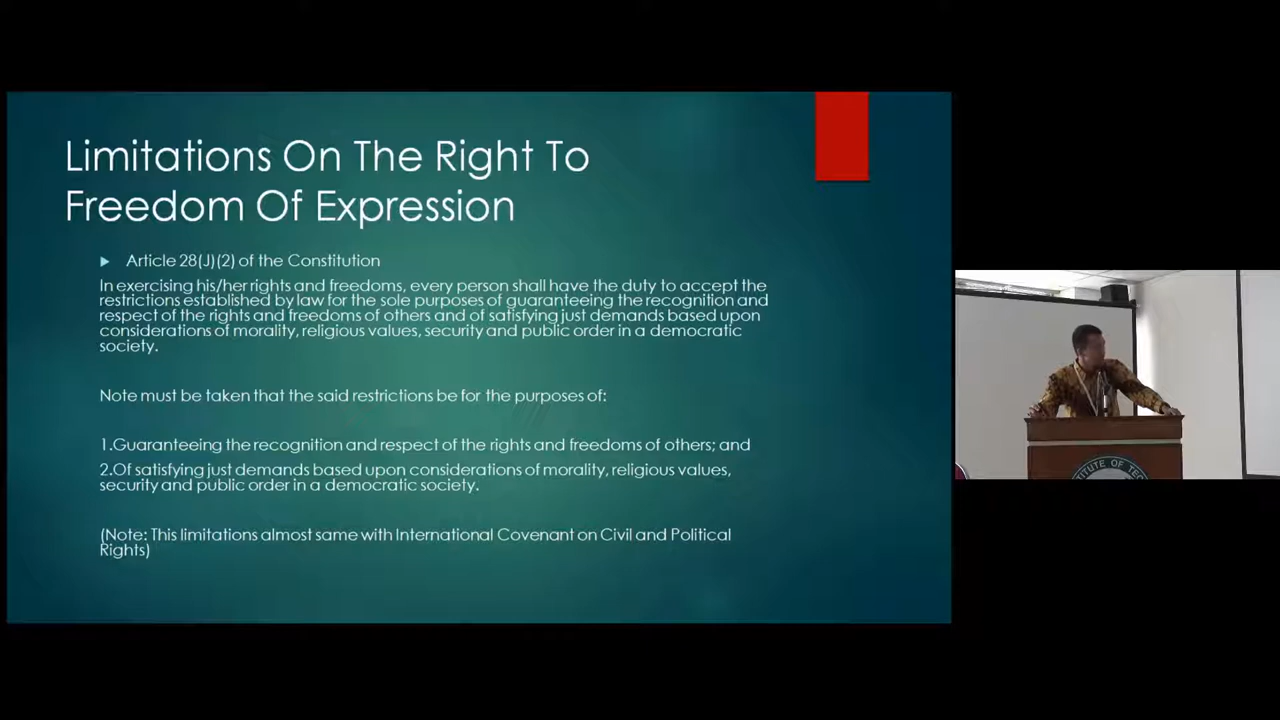 Limitations On The Right To
Freedom Of Expression
Article 28(J)(2) of the Constitution
In exercising his/her rights and freedoms, every person shall have the duty to accept the
restrictions established by law for the sole purposes of guaranteeing the recognition and
respect of the rights and freedoms of others and of satisfying just demands based upon
considerations of morality, religious values, security and public order in a democratic
society.
Note must be taken that the said restrictions be for the purposes of:
1.Guaranteeing the recognition and respect of the rights and freedoms of others; and
2.Of satisfying just demands based upon considerations of morality, religious values,
security and public order in a democratic society.
(Note: This limitations almost same with International Covenant on Civil and Political
Rights)
OF